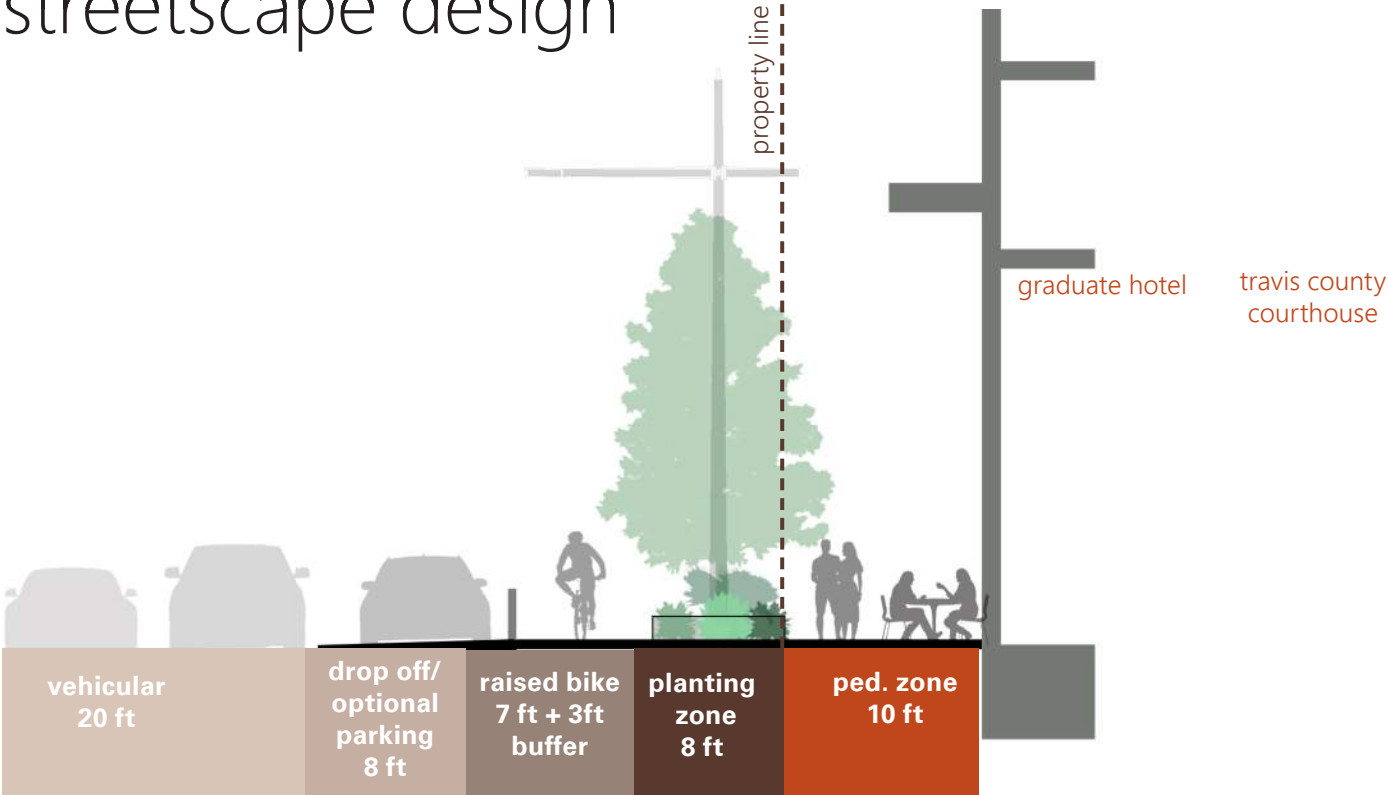 streetscape design
property line
graduate hotel
travis county
courthouse
vehicular
20 ft
drop off/
optional
parking
8 ft
raised bike
7 ft + 3ft
buffer
planting
zone
8 ft
ped. zone
10 ft